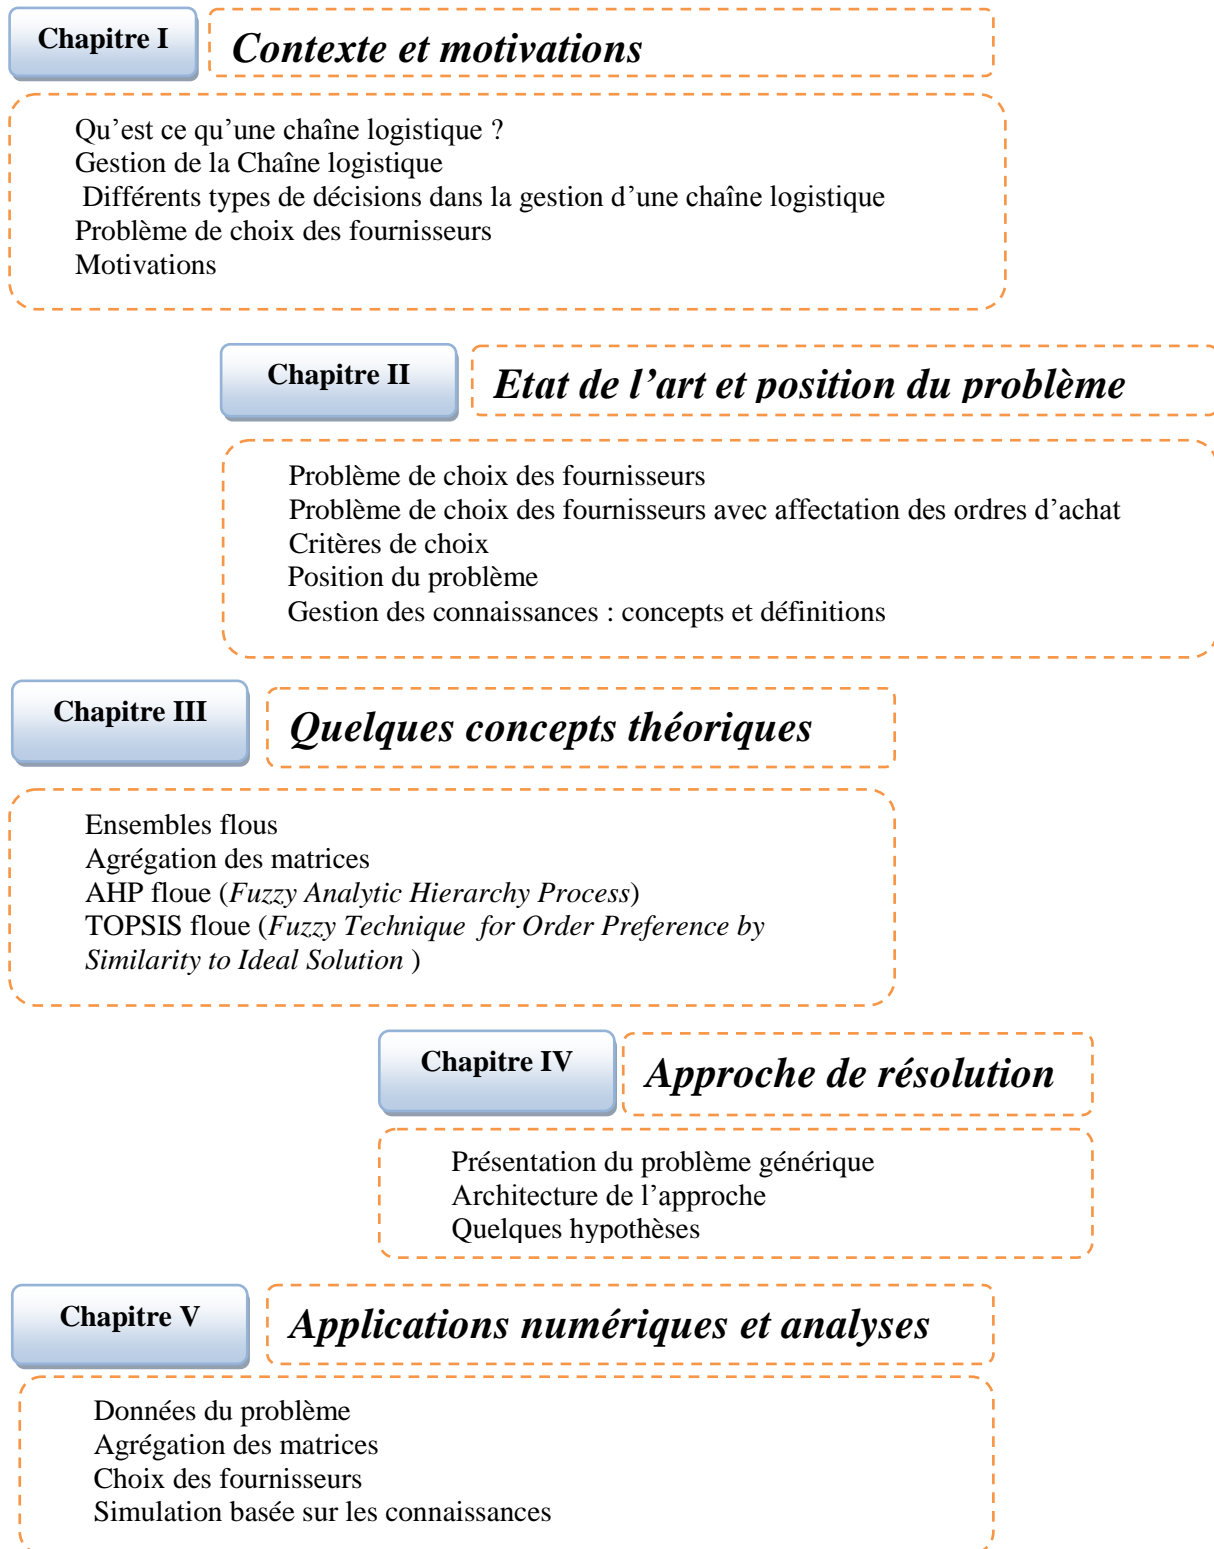 Chapitre I
Contexte et motivations
Qu’est ce qu’une chaîne logistique ?
Gestion de la Chaîne logistique
Différents types de décisions dans la gestion d’une chaîne logistique
Problème de choix des fournisseurs
Motivations
Chapitre II
Etat de l’art et position du problème
Problème de choix des fournisseurs
Problème de choix des fournisseurs avec affectation des ordres d’achat
Critères de choix
Position du problème
Gestion des connaissances : concepts et définitions
Chapitre III
Quelques concepts théoriques
Ensembles flous
Agrégation des matrices
AHP floue (Fuzzy Analytic Hierarchy Process)
TOPSIS floue (Fuzzy Technique for Order Preference by
Similarity to Ideal Solution )
Chapitre IV
Approche de résolution
Présentation du problème générique
Architecture de l’approche
Quelques hypothèses
Chapitre V
Applications numériques et analyses
Données du problème
Agrégation des matrices
Choix des fournisseurs
Simulation basée sur les connaissances